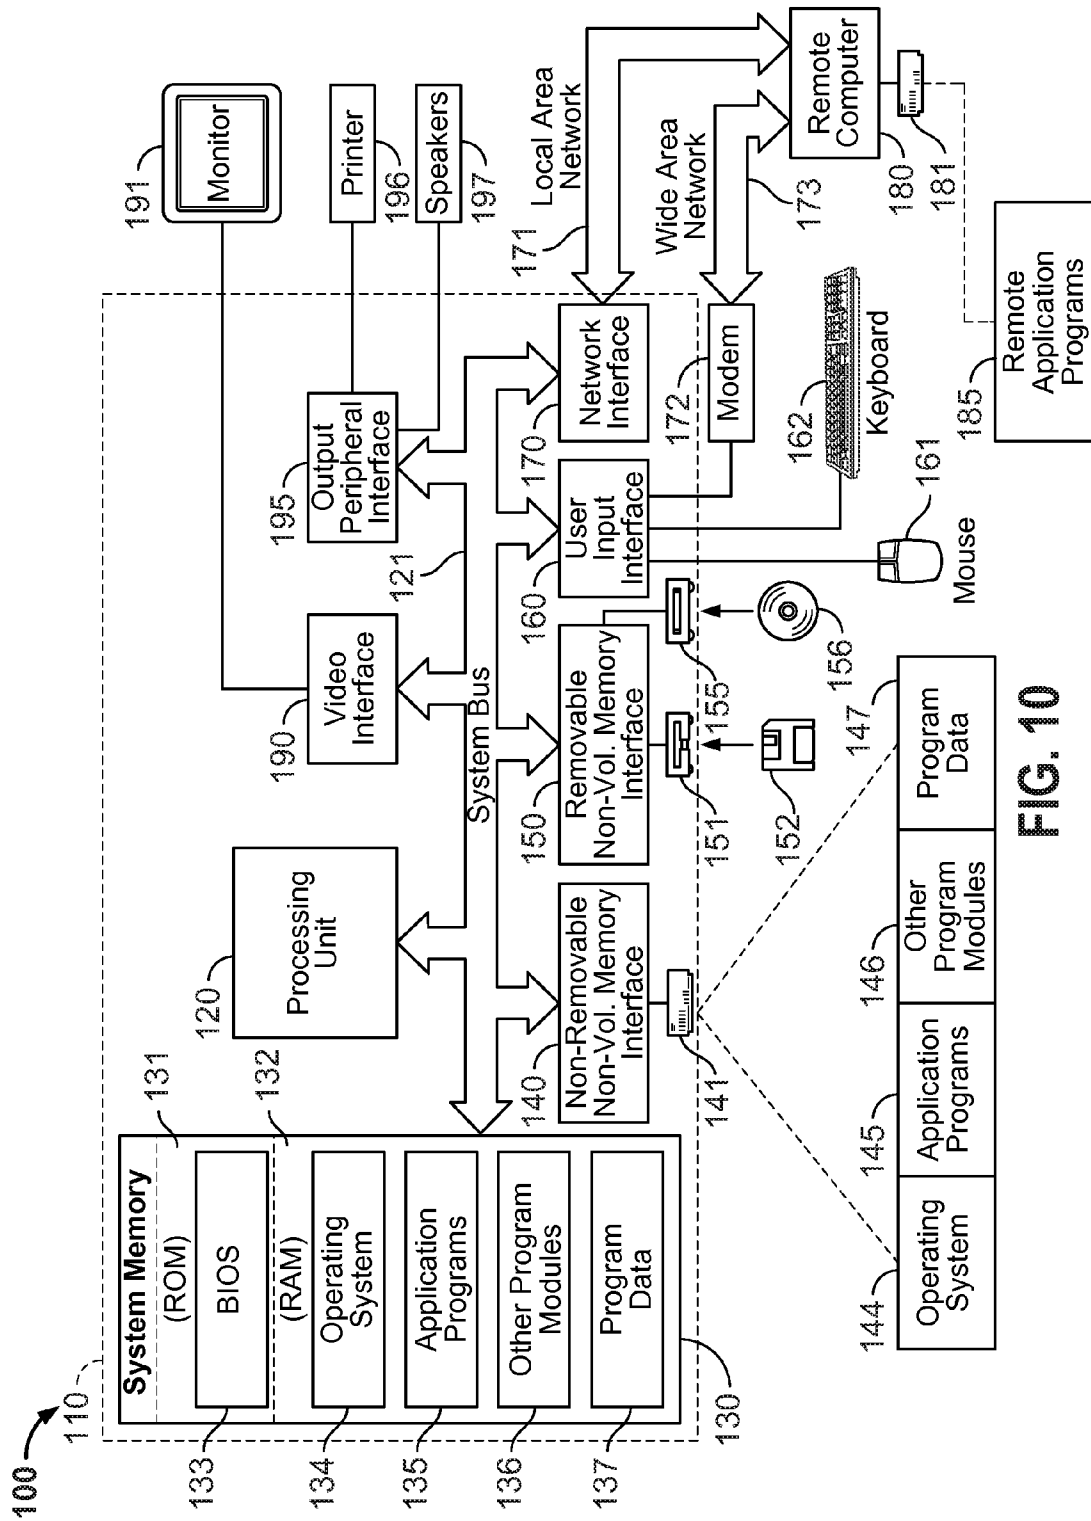 100
110
System Memory
(ROM)
131
BIOS
133
(RAM)
132
Operating
System
134
Application
Programs
135
Other Program
Modules
136
Program
Data
137
130
120
Processing
Unit
190
Video
Interface
195
Output
Peripheral
Interface
121
System Bus
191
Monitor
Printer
196
Speakers
197
140
Non-Removable
Non-Vol. Memory
Interface
141
150
Removable
Non-Vol. Memory
Interface
151
155
152
156
160
User
Input
Interface
170
Network
Interface
171
Local Area
Network
172
Modem
Wide Area
Network
173
Remote
Computer
180
181
Mouse
161
162
Keyboard
185
Remote
Application
Programs
144
Operating
System
145
Application
Programs
146
Other
Program
Modules
147
Program
Data
FIG. 10